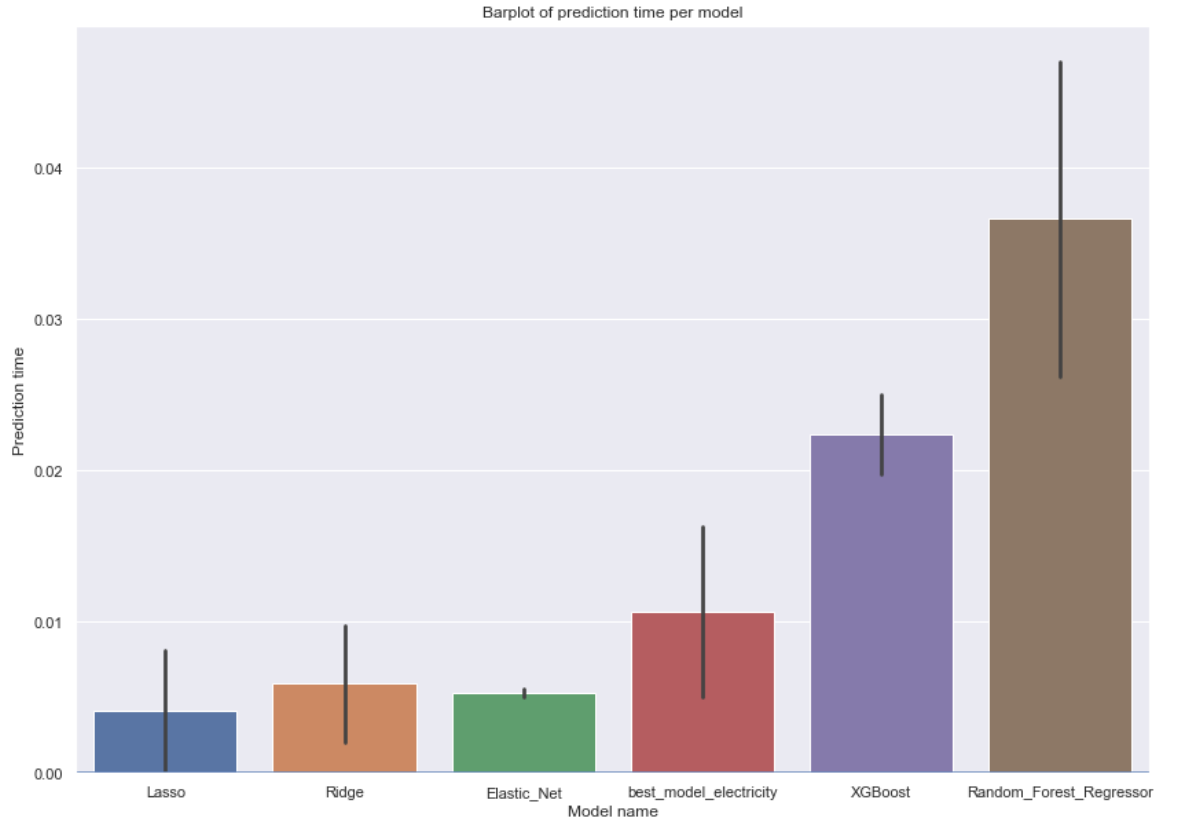 Barplot of prediction time per model
0.04
0.03
0.02
0.01
0.00
Prediction time
Lasso
Ridge
Elastic_Net
best_model_electricity
XGBoost
Random_Forest_Regressor
Model name